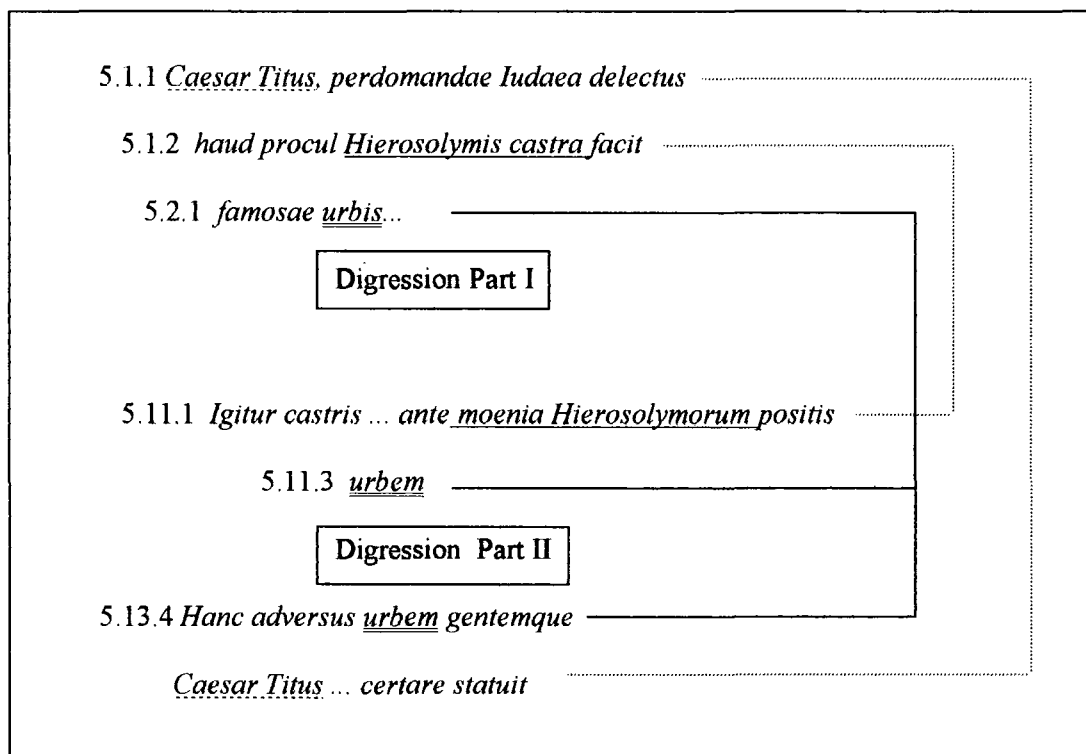 5.1.1 Caesar Titus, perdomandae Iudaea delectus
5.1.2 haud procul Hierosolymis castra facit
5.2.1 famosae urbis...
Digression Part I
5.11.1 Igitur castris ... ante moenia Hierosolymorum positis
5.11.3 urbem
Digression Part II
5.13.4 Hanc adversus urbem gentemque
Caesar Titus ... certare statuit